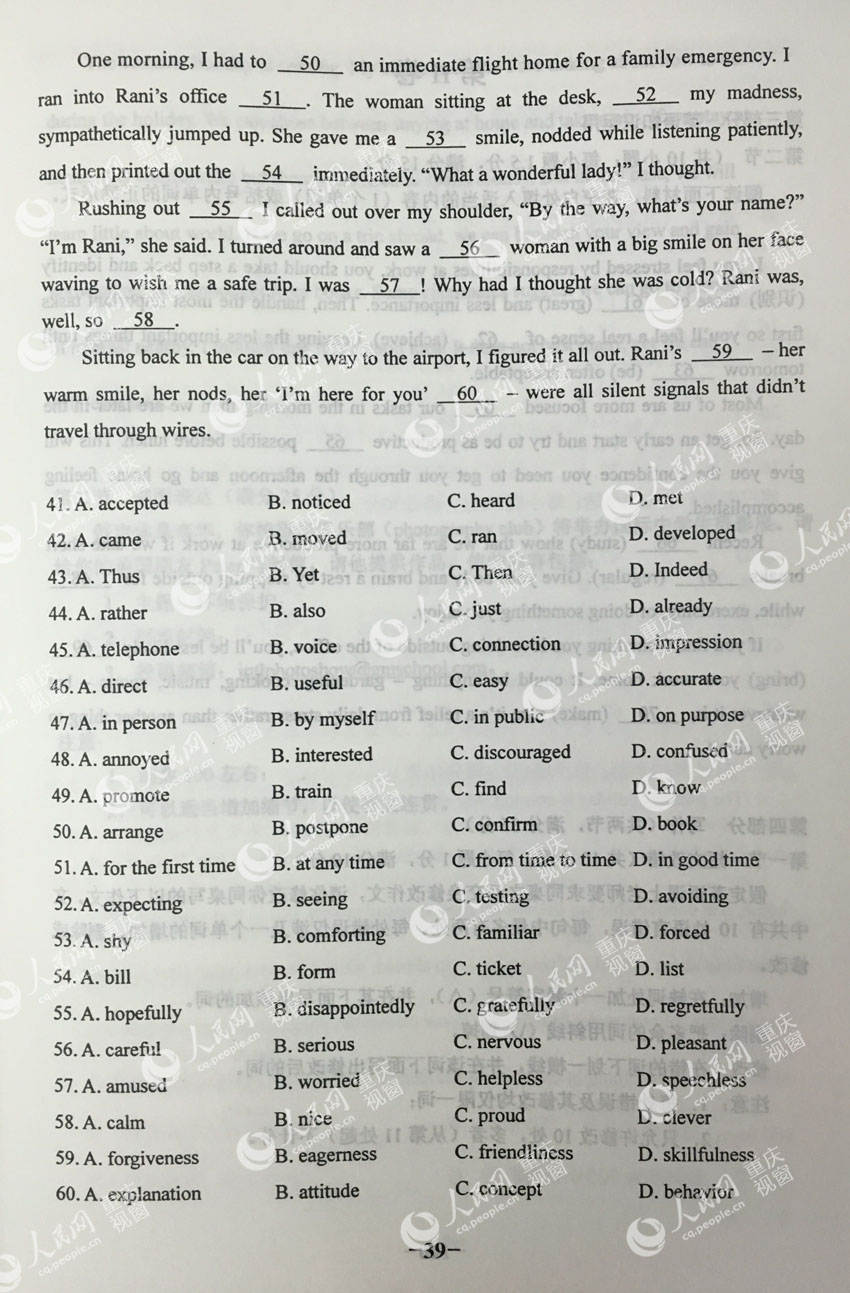 One morning, I had to 50 an immediate flight home for a family emergency. I
ran into Rani's office 51 . The woman sitting at the desk, 52 my madness,
sympathetically jumped up. She gave me a 53 smile, nodded while listening patiently,
and then printed out the 54 immediately. "What a wonderful lady!" I thought.
Rushing out 55 I called out over my shoulder, "By the way, what's your name?"
"I'm Rani," she said. I turned around and saw a 56 woman with a big smile on her face
waving to wish me a safe trip. I was 57 ! Why had I thought she was cold? Rani was,
well, so 58 .
Sitting back in the car on the way to the airport, I figured it all out. Rani's 59 – her
warm smile, her nods, her 'I'm here for you' 60 – were all silent signals that didn't
travel through wires.
41. A. accepted B. noticed C. heard D. met
42. A. came B. moved C. ran D. developed
43. A. Thus B. Yet C. Then D. Indeed
44. A. rather B. also C. just D. already
45. A. telephone B. voice C. connection D. impression
46. A. direct B. useful C. easy D. accurate
47. A. in person B. by myself C. in public D. on purpose
48. A. annoyed B. interested C. discouraged D. confused
49. A. promote B. train C. find D. know
50. A. arrange B. postpone C. confirm D. book
51. A. for the first time B. at any time C. from time to time D. in good time
52. A. expecting B. seeing C. testing D. avoiding
53. A. shy B. comforting C. familiar D. forced
54. A. bill B. form C. ticket D. list
55. A. hopefully B. disappointedly C. gratefully D. regretfully
56. A. careful B. serious C. nervous D. pleasant
57. A. amused B. worried C. helpless D. speechless
58. A. calm B. nice C. proud D. clever
59. A. forgiveness B. eagerness C. friendliness D. skillfulness
60. A. explanation B. attitude C. concept D. behavior
–39–
人民网 重庆视窗
cq.people.cn